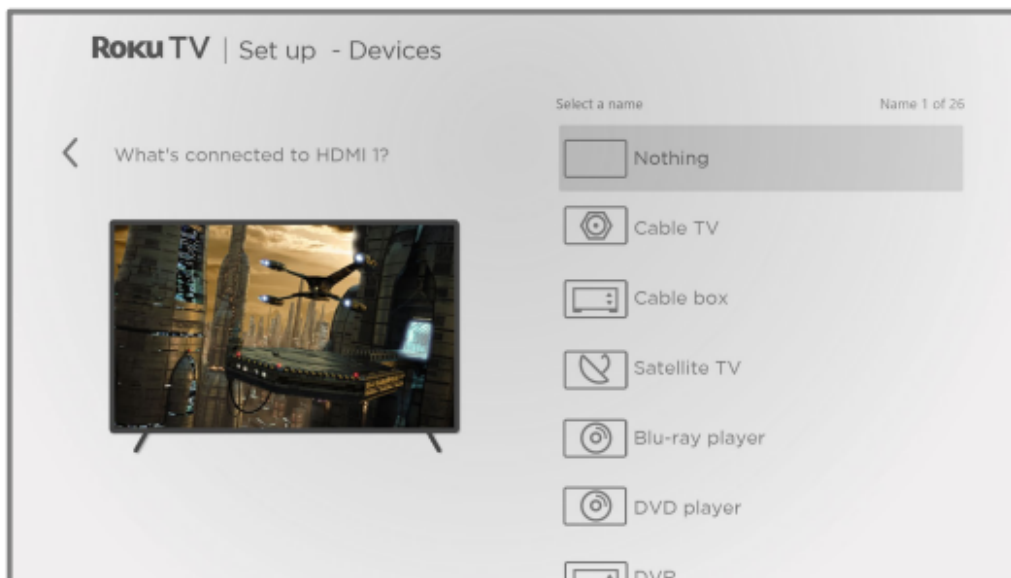 Roku TV | Set up - Devices
Select a name
Name 1 of 26
What's connected to HDMI 1?
Nothing
Cable TV
Cable box
Satellite TV
Blu-ray player
DVD player
DVR